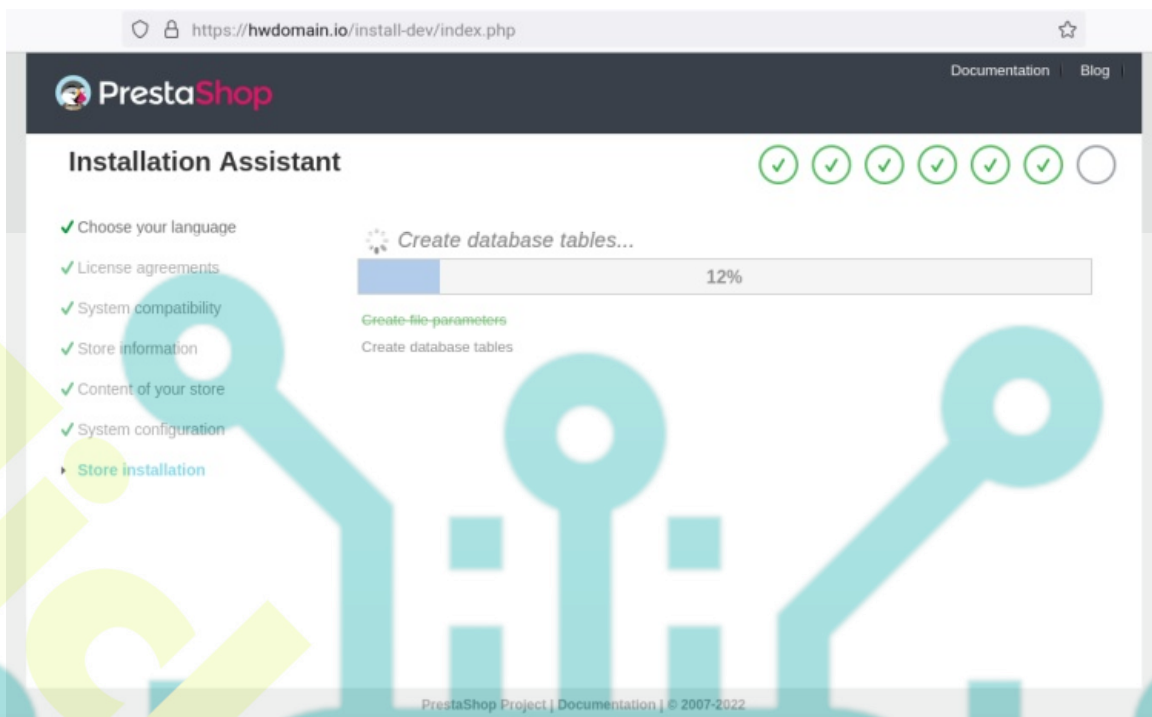 https://hwdomain.io/install-dev/index.php
PrestaShop
Documentation
Blog
Installation Assistant
Choose your language
License agreements
System compatibility
Store information
Content of your store
System configuration
Store installation
Create database tables...
12%
Create file parameters
Create database tables
PrestaShop Project | Documentation | © 2007-2022